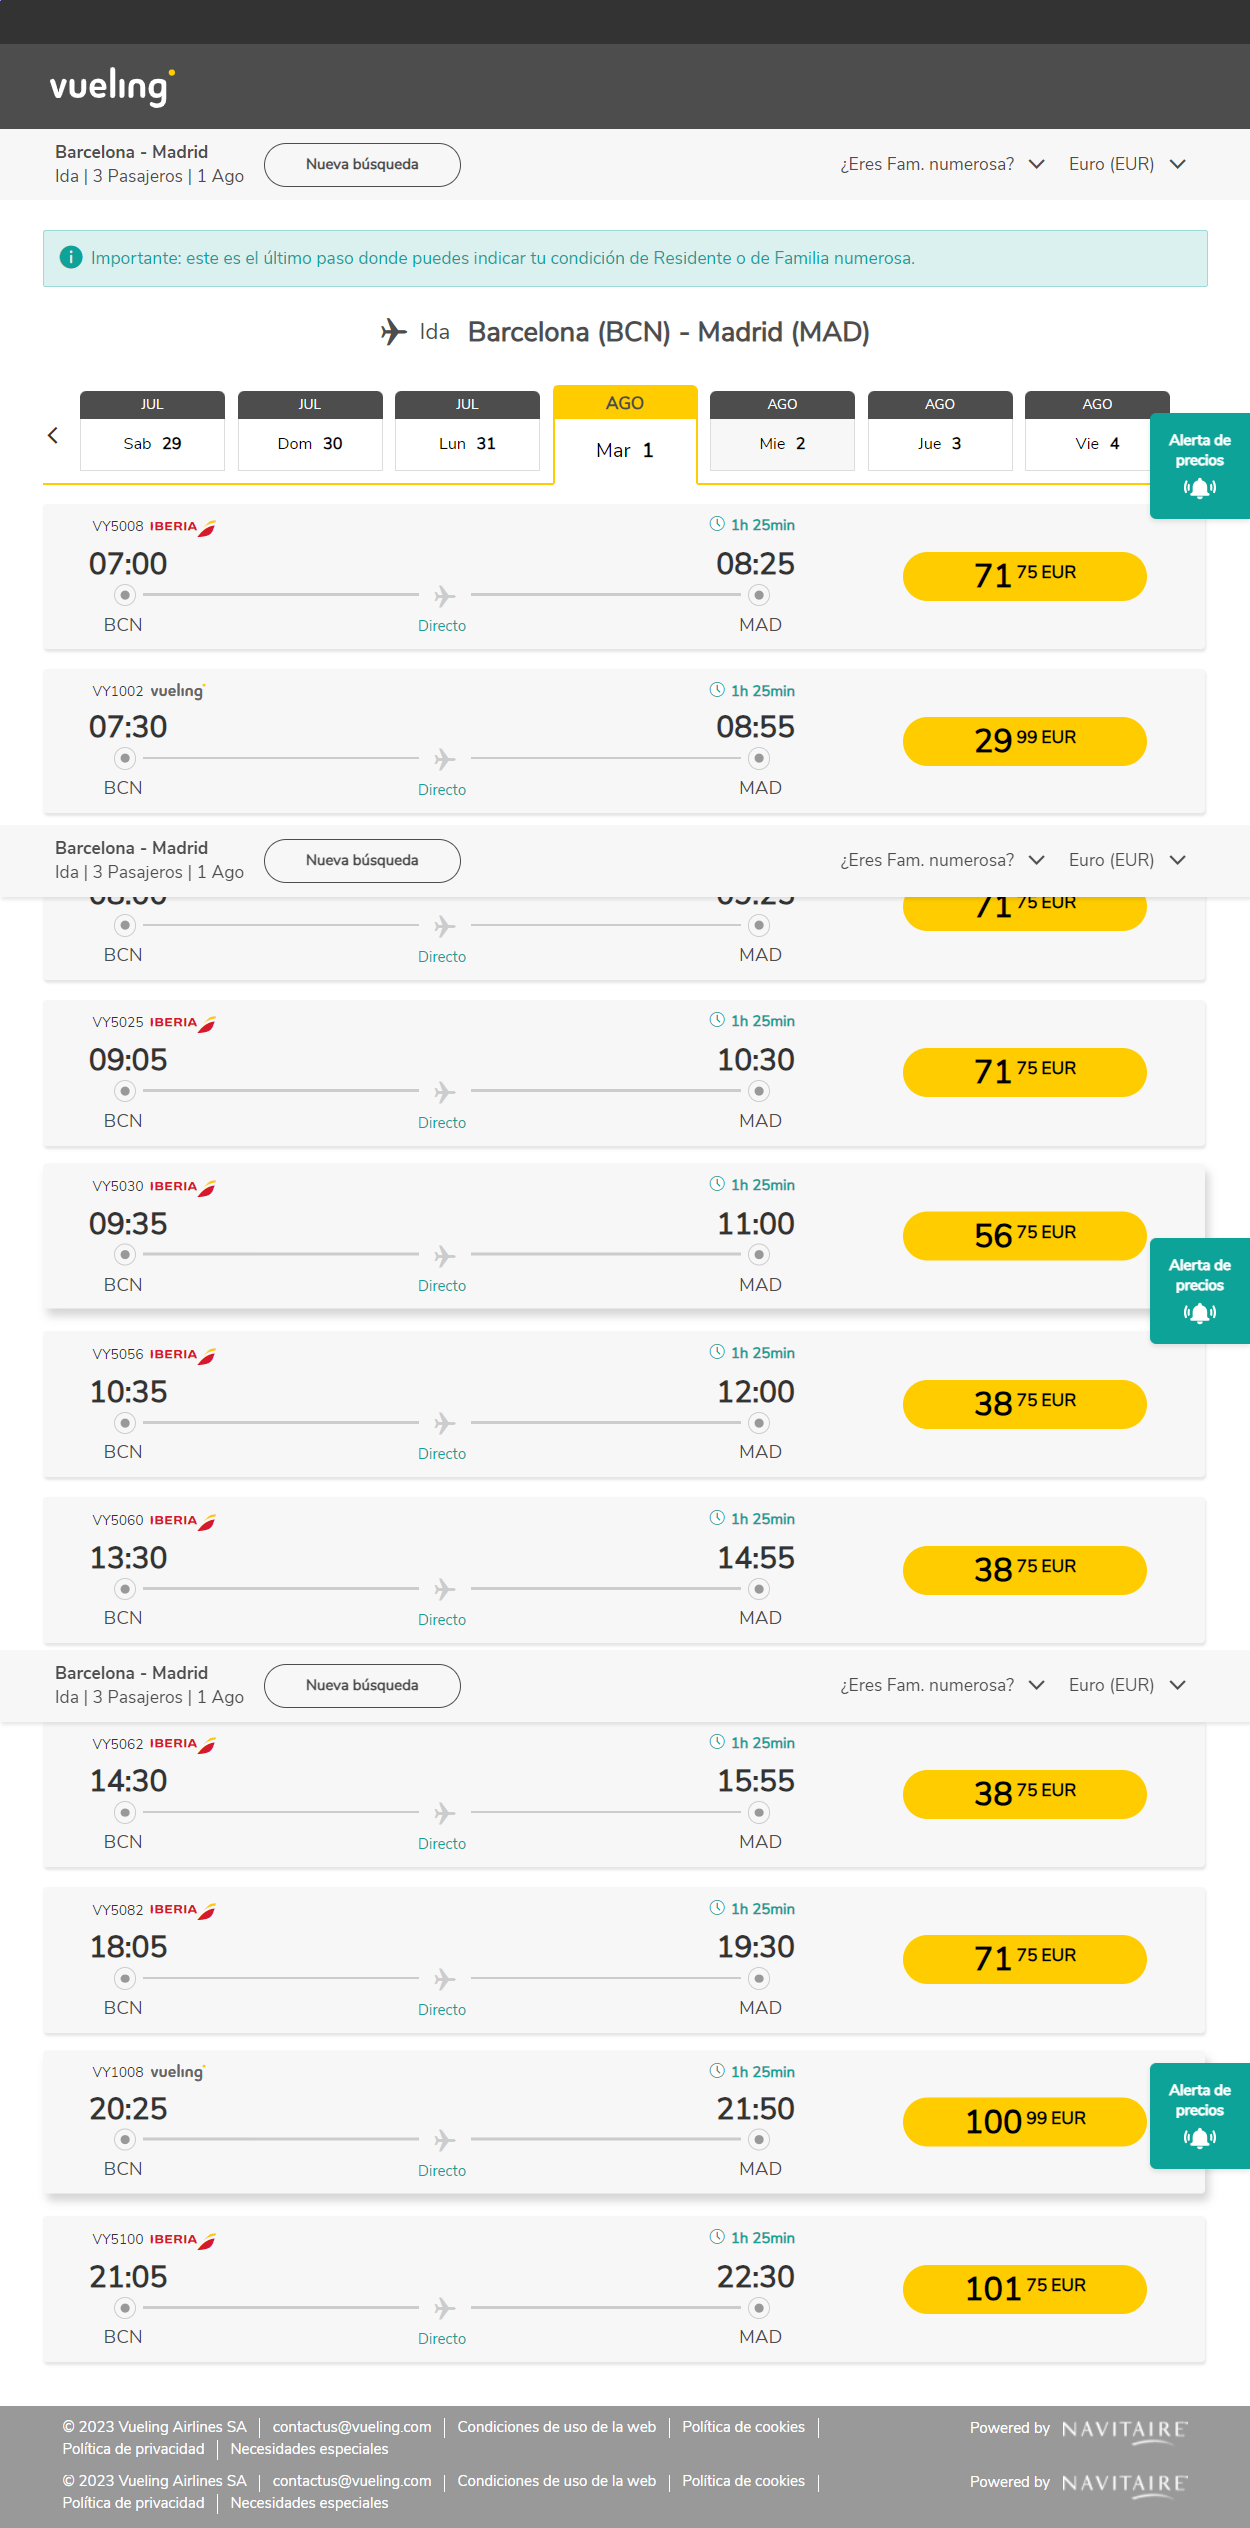 vueling
Barcelona - Madrid
Ida | 3 Pasajeros | 1 Ago
Nueva búsqueda
¿Eres Fam. numerosa?
Euro (EUR)
Importante: este es el último paso donde puedes indicar tu condición de Residente o de Familia numerosa.
Ida Barcelona (BCN) - Madrid (MAD)
JUL JUL JUL AGO AGO AGO AGO
Sab 29 Dom 30 Lun 31 Mar 1 Mie 2 Jue 3 Vie 4
Alerta de
precios
VY5008 IBERIA 1h 25min
07:00 08:25 71 75 EUR
BCN Directo MAD
VY1002 vueling 1h 25min
07:30 08:55 29 99 EUR
BCN Directo MAD
Barcelona - Madrid
Ida | 3 Pasajeros | 1 Ago
Nueva búsqueda
¿Eres Fam. numerosa?
Euro (EUR)
08:00 09:25 71 75 EUR
BCN Directo MAD
VY5025 IBERIA 1h 25min
09:05 10:30 71 75 EUR
BCN Directo MAD
VY5030 IBERIA 1h 25min
09:35 11:00 56 75 EUR
BCN Directo MAD
Alerta de
precios
VY5056 IBERIA 1h 25min
10:35 12:00 38 75 EUR
BCN Directo MAD
VY5060 IBERIA 1h 25min
13:30 14:55 38 75 EUR
BCN Directo MAD
Barcelona - Madrid
Ida | 3 Pasajeros | 1 Ago
Nueva búsqueda
¿Eres Fam. numerosa?
Euro (EUR)
VY5062 IBERIA 1h 25min
14:30 15:55 38 75 EUR
BCN Directo MAD
VY5082 IBERIA 1h 25min
18:05 19:30 71 75 EUR
BCN Directo MAD
VY1008 vueling 1h 25min
20:25 21:50 100 99 EUR
BCN Directo MAD
Alerta de
precios
VY5100 IBERIA 1h 25min
21:05 22:30 101 75 EUR
BCN Directo MAD
© 2023 Vueling Airlines SA | contactus@vueling.com | Condiciones de uso de la web | Política de cookies |
Política de privacidad | Necesidades especiales
Powered by NAVITAIRE
© 2023 Vueling Airlines SA | contactus@vueling.com | Condiciones de uso de la web | Política de cookies |
Política de privacidad | Necesidades especiales
Powered by NAVITAIRE